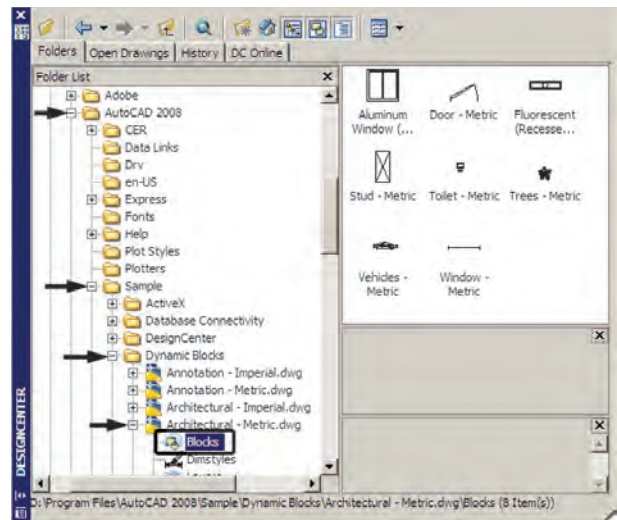 Folders Open Drawings History DC Online
Folder List
Adobe
AutoCAD 2008
CER
Data Links
Drv
en-US
Express
Fonts
Help
Plot Styles
Plotters
Sample
ActiveX
Database Connectivity
DesignCenter
Dynamic Blocks
Annotation - Imperial.dwg
Annotation - Metric.dwg
Architectural - Imperial.dwg
Architectural - Metric.dwg
Blocks
Dimstyles
Layers
Aluminum Window (...
Door - Metric
Fluorescent (Recesse...
Stud - Metric
Toilet - Metric
Trees - Metric
Vehicles - Metric
Window - Metric
DESIGNCENTER
D:\Program Files\AutoCAD 2008\Sample\Dynamic Blocks\Architectural - Metric.dwg\Blocks (8 Item(s))